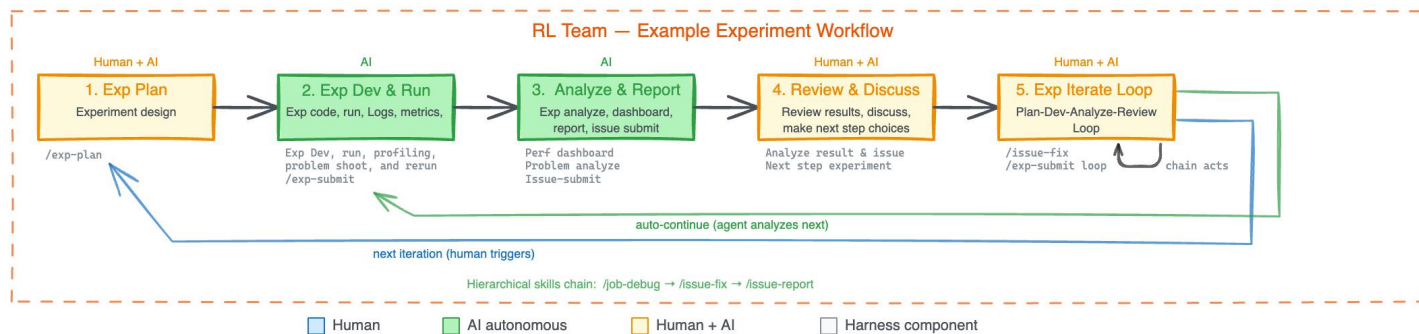 RL Team — Example Experiment Workflow
Human + AI
1. Exp Plan
Experiment design
/exp-plan
AI
2. Exp Dev & Run
Exp code, run, Logs, metrics,
Exp Dev, run, profiling,
problem shoot, and rerun
/exp-submit
AI
3. Analyze & Report
Exp analyze, dashboard,
report, issue submit
Perf dashboard
Problem analyze
Issue-submit
Human + AI
4. Review & Discuss
Review results, discuss,
make next step choices
Analyze result & issue
Next step experiment
Human + AI
5. Exp Iterate Loop
Plan-Dev-Analyze-Review
Loop
/issue-fix
/exp-submit loop
chain acts
auto-continue (agent analyzes next)
next iteration (human triggers)
Hierarchical skills chain: /job-debug → /issue-fix → /issue-report
Human
AI autonomous
Human + AI
Harness component